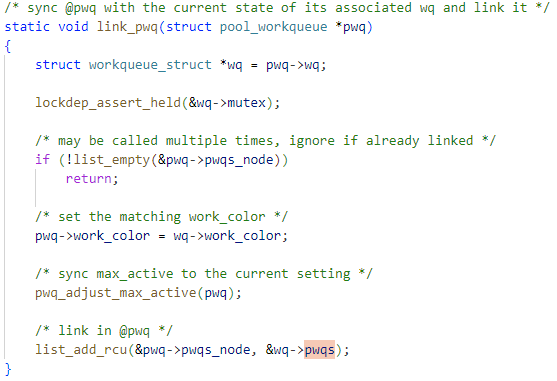 /* sync @pwq with the current state of its associated wq and link it */
static void link_pwq(struct pool_workqueue *pwq)
{
    struct workqueue_struct *wq = pwq->wq;

    lockdep_assert_held(&wq->mutex);

    /* may be called multiple times, ignore if already linked */
    if (!list_empty(&pwq->pwqs_node))
        return;

    /* set the matching work_color */
    pwq->work_color = wq->work_color;

    /* sync max_active to the current setting */
    pwq_adjust_max_active(pwq);

    /* link in @pwq */
    list_add_rcu(&pwq->pwqs_node, &wq->pwqs);
}